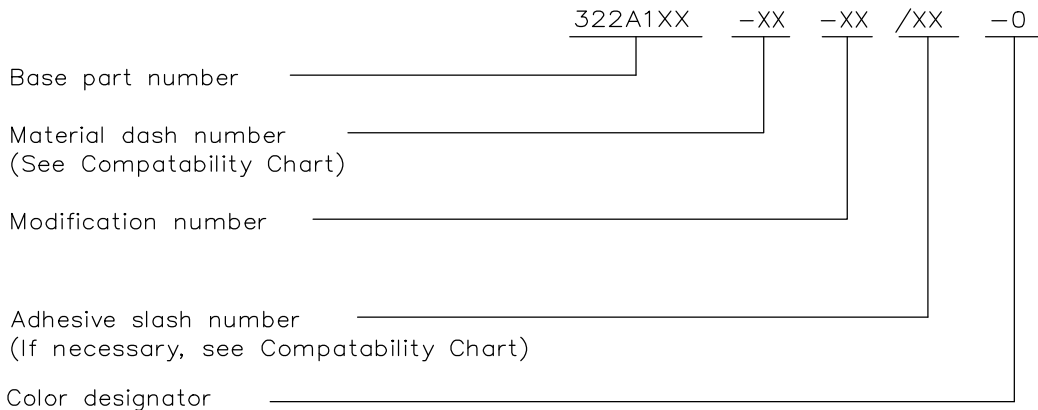 322A1XX -XX -XX /XX -0
Base part number
Material dash number
(See Compatability Chart)
Modification number
Adhesive slash number
(If necessary, see Compatability Chart)
Color designator